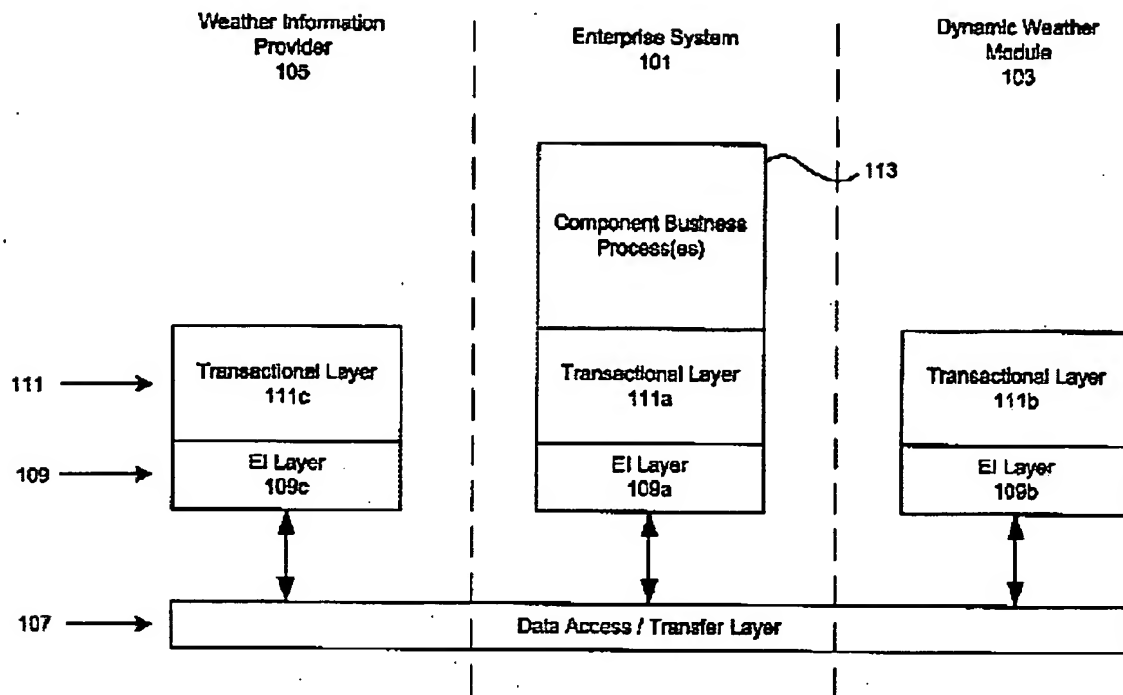 Weather Information
Provider
105
Enterprise System
101
Dynamic Weather
Module
103
113
Component Business
Process(es)
111
Transactional Layer
111c
Transactional Layer
111a
Transactional Layer
111b
109
EI Layer
109c
EI Layer
109a
EI Layer
109b
107
Data Access / Transfer Layer